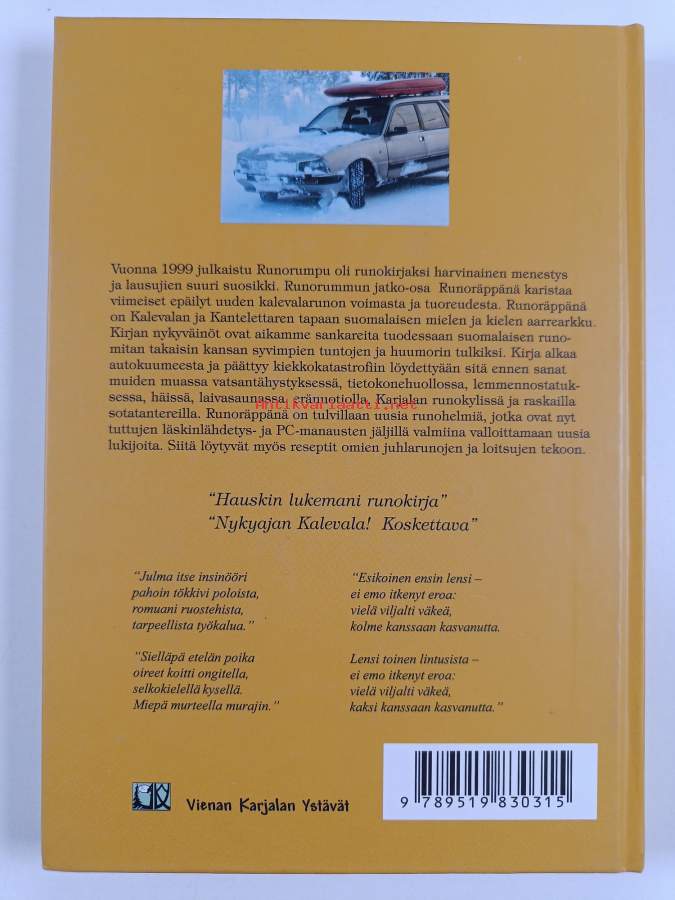 Vuonna 1999 julkaistu Runorumpu oli runokirjaksi harvinainen menestys
ja lausujien suuri suosikki. Runorummun jatko-osa Runoräppänä karistaa
viimeiset epäilyt uuden kalevalarunon voimasta ja tuoreudesta. Runoräppänä
on Kalevalan ja Kantelettaren tapaan suomalaisen mielen ja kielen aarrearkku.
Kirjan nykyväinöt ovat aikamme sankareita tuodessaan suomalaisen runo-
mitan takaisin kansan syvimpien tuntojen ja huumorin tulkiksi. Kirja alkaa
autokuumeesta ja päättyy kiekkokatastrofiin löydettyään sitä ennen sanat
muiden muassa vatsantähystyksessä, tietokonehuollossa, lemmennostatuk-
sessa, häissä, laivasaunassa, eränuotiolla, Karjalan runokylissä ja raskailla
sotatantereilla. Runoräppänä on tulvillaan uusia runohelmiä, jotka ovat nyt
tuttujen läskinlähdetys- ja PC-manausten jäljillä valmiina valloittamaan uusia
lukijoita. Siitä löytyvät myös reseptit omien juhlarunojen ja loitsujen tekoon.
Antikvariaatti.net
“Hauskin lukemani runokirja”
“Nykyajan Kalevala! Koskettava”
“Julma itse insinööri
pahoin tökkivi poloista,
romuani ruostehista,
tarpeellista työkalua.”
“Sielläpä etelän poika
oireet koitti ongitella,
selkokielellä kysellä.
Miepä murteella murajin.”
“Esikoinen ensin lensi –
ei emo itkenyt eroa:
vielä viljalti väkeä,
kolme kanssaan kasvanutta.
Lensi toinen lintusista –
ei emo itkenyt eroa:
vielä viljalti väkeä,
kaksi kanssaan kasvanutta.”
Vienan Karjalan Ystävät
9 789519 830315